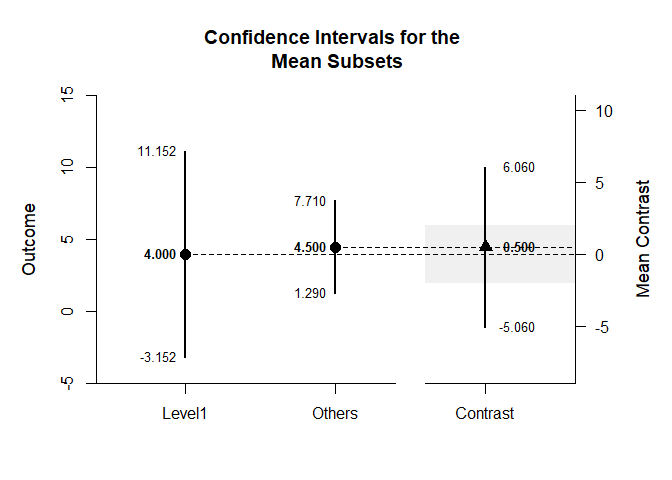 Confidence Intervals for the
Mean Subsets
Outcome
15
10
5
0
-5
11.152
4.000
-3.152
7.710
4.500
1.290
6.060
0.500
-5.060
10
5
0
-5
Mean Contrast
Level1
Others
Contrast